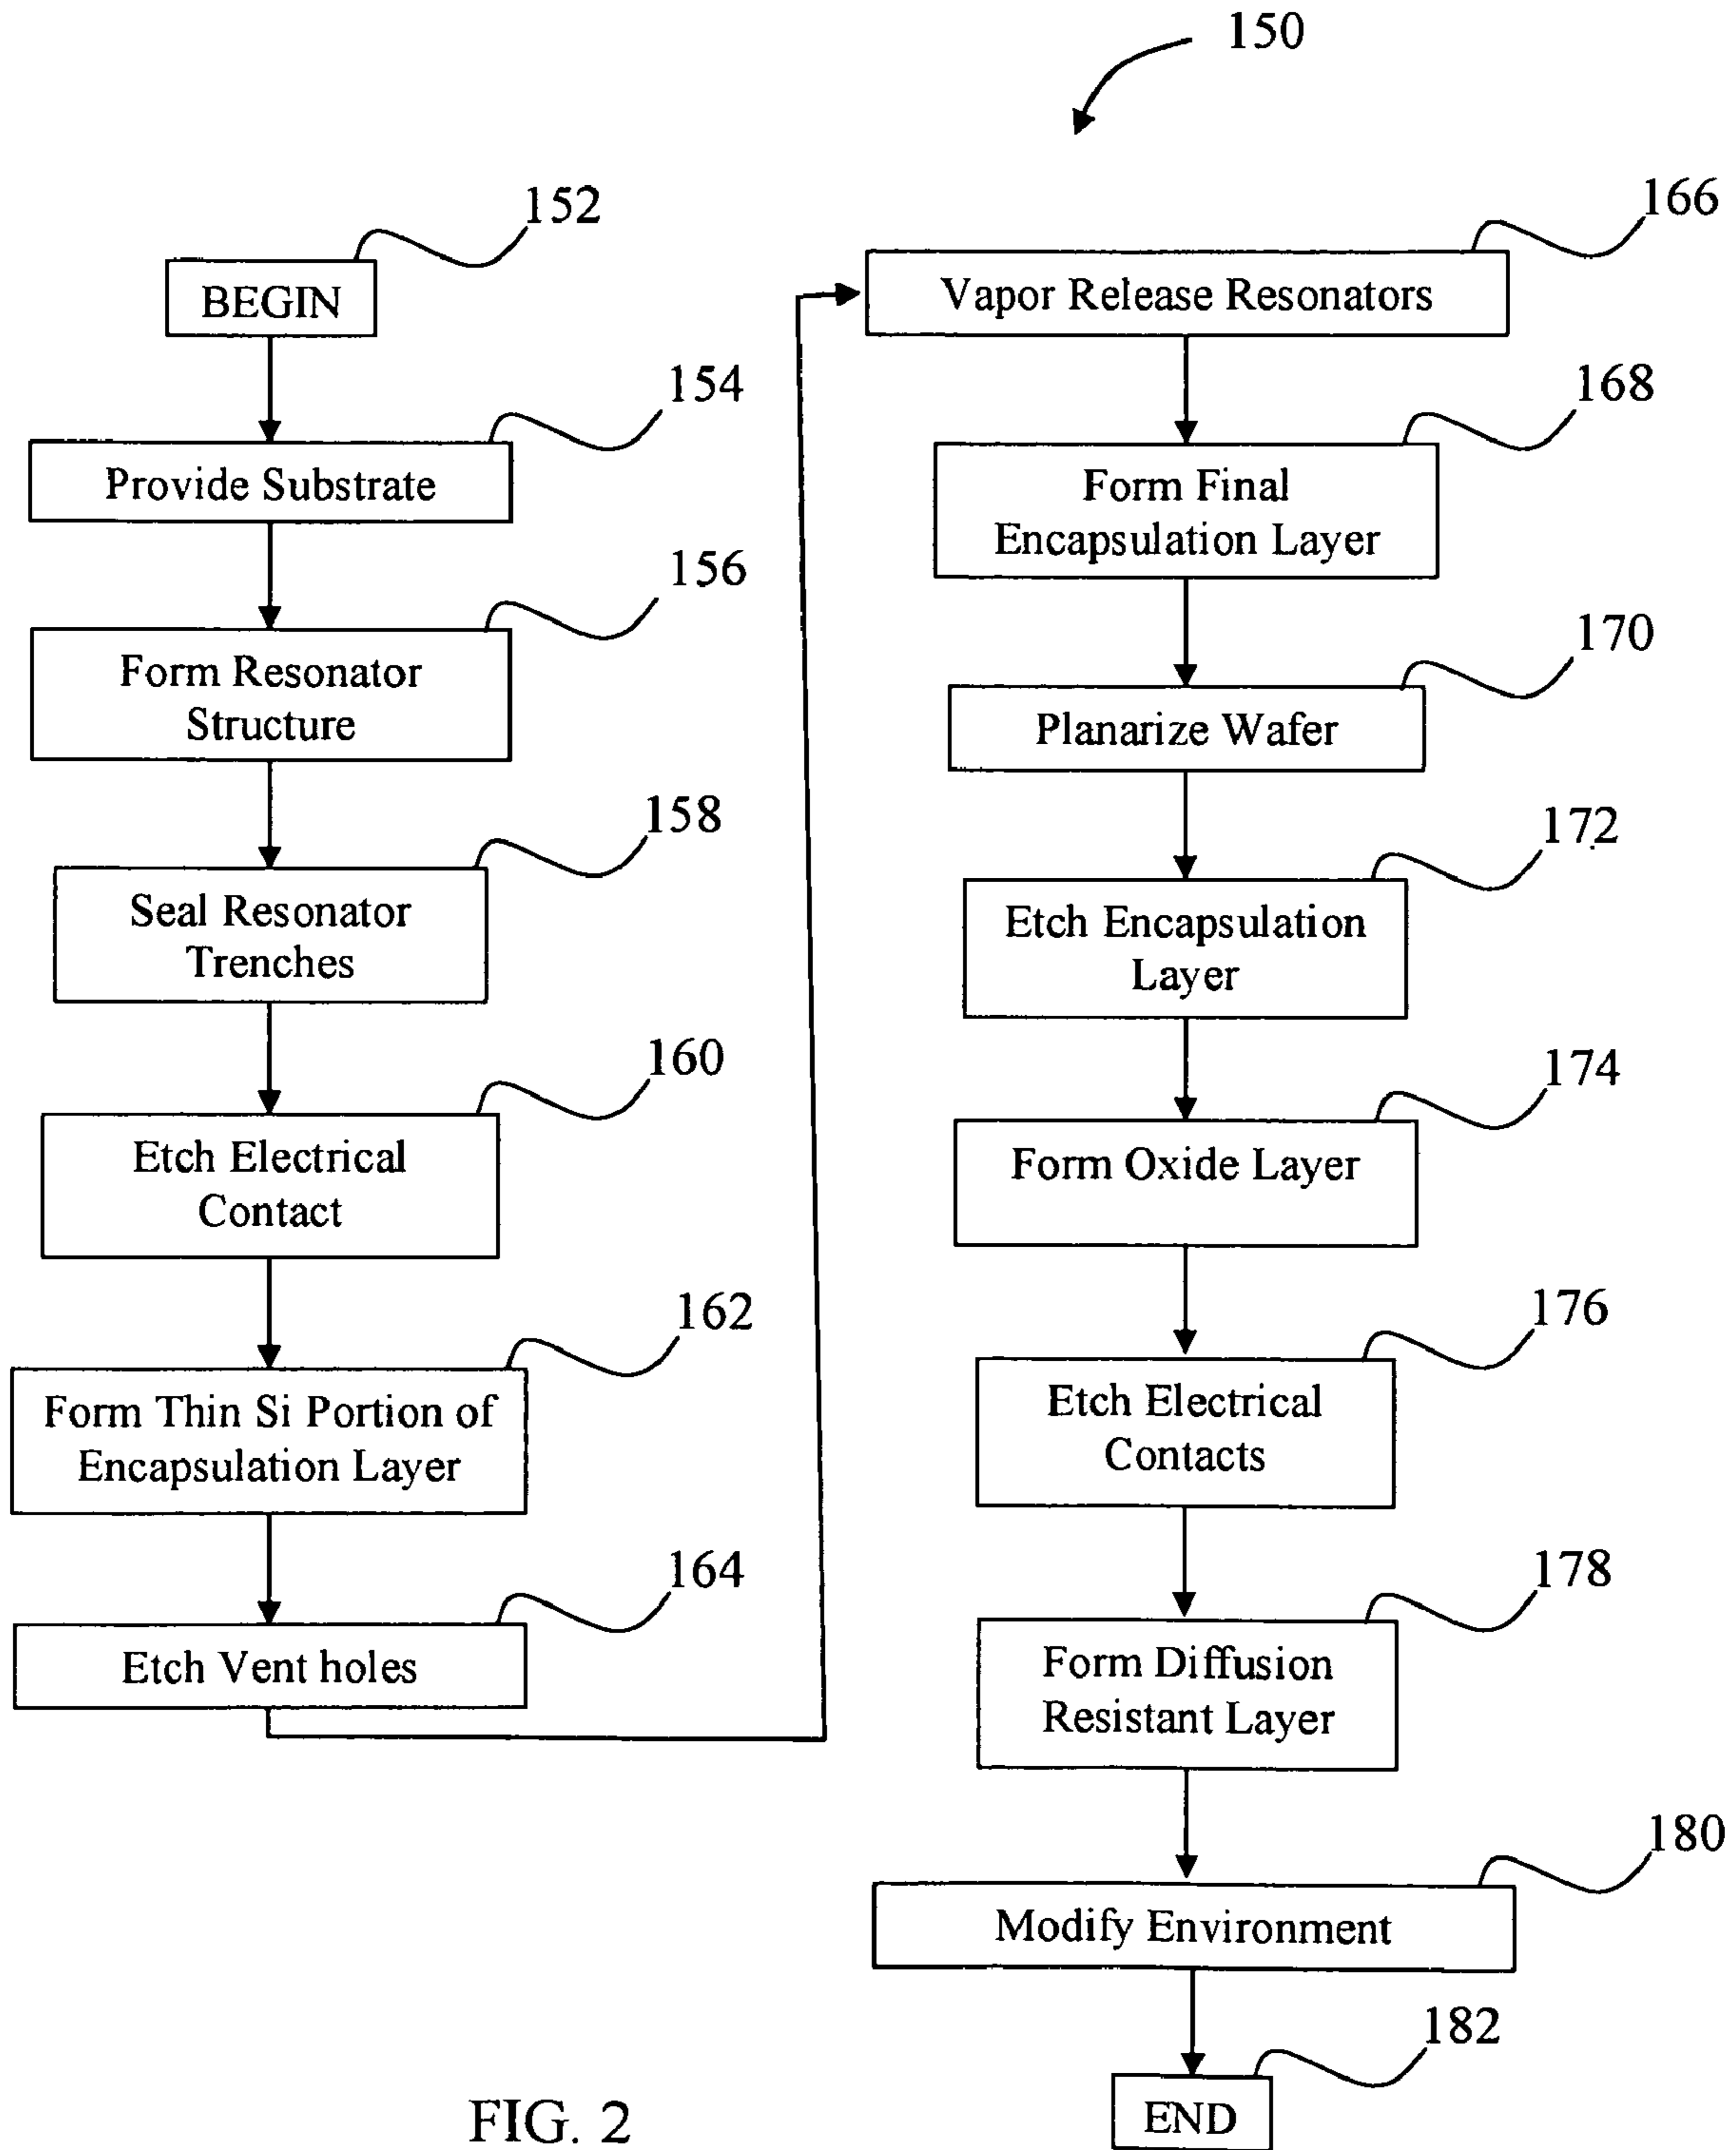 150
152
BEGIN
154
Provide Substrate
156
Form Resonator
Structure
158
Seal Resonator
Trenches
160
Etch Electrical
Contact
162
Form Thin Si Portion of
Encapsulation Layer
164
Etch Vent holes
166
Vapor Release Resonators
168
Form Final
Encapsulation Layer
170
Planarize Wafer
172
Etch Encapsulation
Layer
174
Form Oxide Layer
176
Etch Electrical
Contacts
178
Form Diffusion
Resistant Layer
180
Modify Environment
182
END
FIG. 2